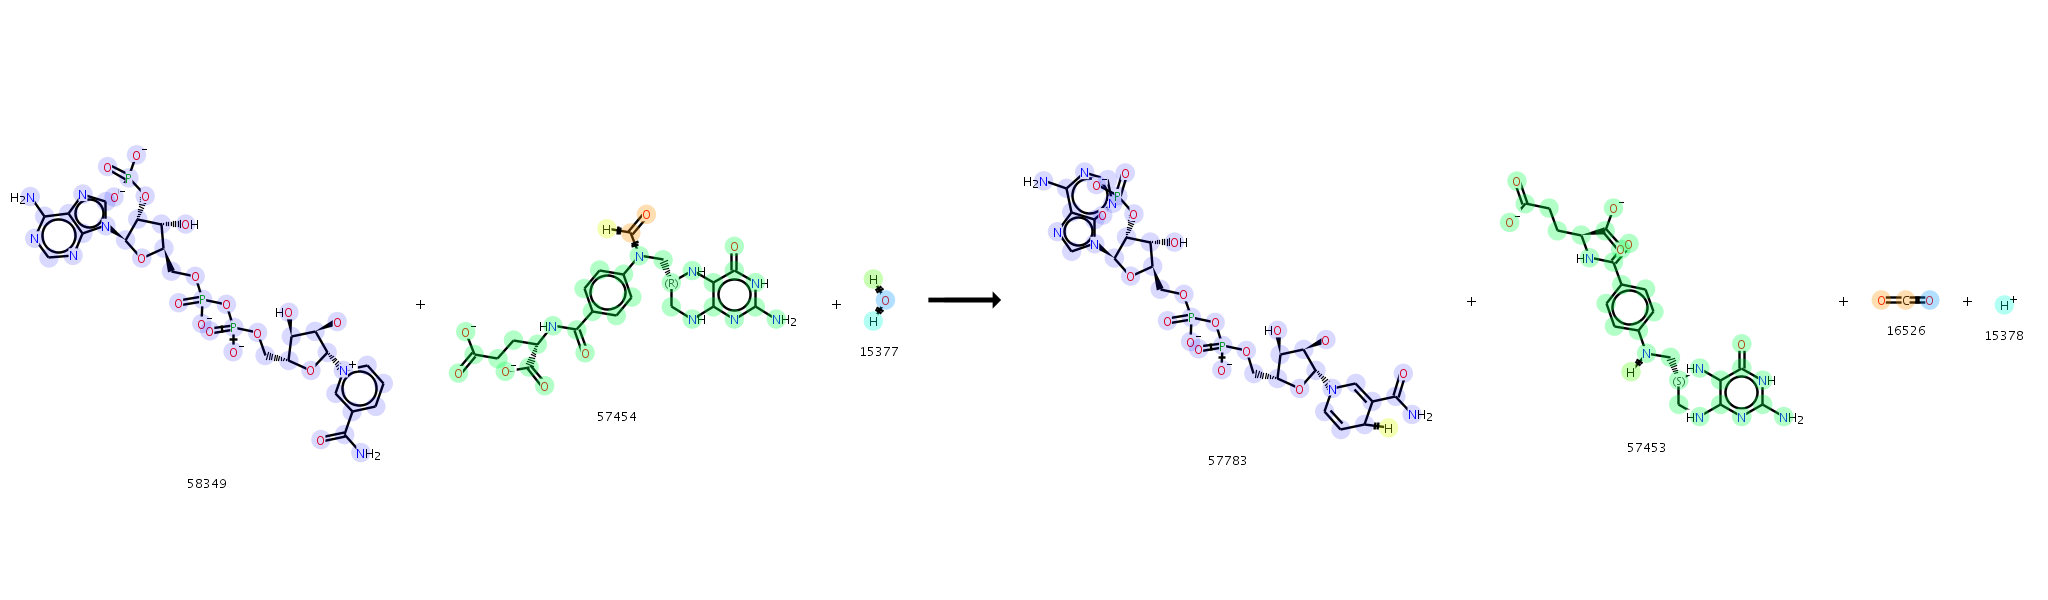 O
O⁻
P
O⁻
O
H₂N
N
N
N
N
OH
O
O
O
P
O
O⁻
O
P
O
O⁻
HO
O
O
N⁺
O
NH₂
58349
+
H
O
N
(R)
NH
O
NH
N
NH₂
NH
O⁻
O
HN
O
O⁻
O
57454
+
H
O
H
15377
H₂N
N
N
N
N
O⁻
P
O
O
O
OH
O
O
P
O
O
O⁻
O
P
O
O⁻
HO
O
O
N
O
NH₂
H
57783
+
O
O⁻
O⁻
O
HN
O
N
H
(S)
HN
O
NH
N
NH₂
HN
57453
+
O C O
16526
+
H⁺
15378